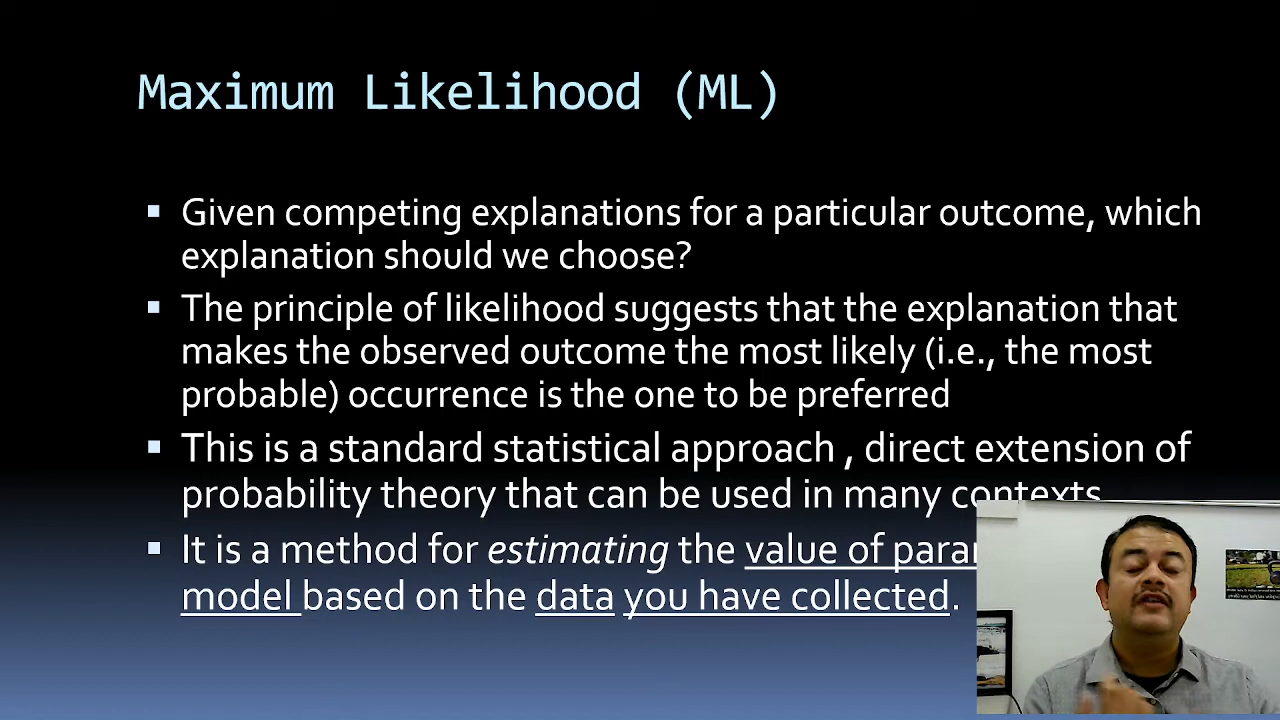 Maximum Likelihood (ML)
▪ Given competing explanations for a particular outcome, which
explanation should we choose?
▪ The principle of likelihood suggests that the explanation that
makes the observed outcome the most likely (i.e., the most
probable) occurrence is the one to be preferred
▪ This is a standard statistical approach , direct extension of
probability theory that can be used in many contexts
▪ It is a method for estimating the value of
model based on the data you have collected.